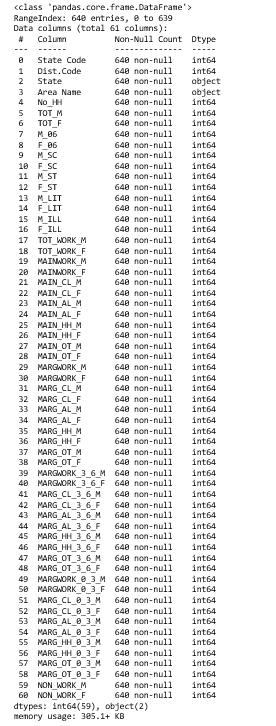 <class 'pandas.core.frame.DataFrame'>
RangeIndex: 640 entries, 0 to 639
Data columns (total 61 columns):
 #   Column         Non-Null Count  Dtype
---  ------         --------------  -----
 0   State Code     640 non-null    int64
 1   Dist.Code      640 non-null    int64
 2   State          640 non-null    object
 3   Area Name      640 non-null    object
 4   No_HH          640 non-null    int64
 5   TOT_M          640 non-null    int64
 6   TOT_F          640 non-null    int64
 7   M_06           640 non-null    int64
 8   F_06           640 non-null    int64
 9   M_SC           640 non-null    int64
 10  F_SC           640 non-null    int64
 11  M_ST           640 non-null    int64
 12  F_ST           640 non-null    int64
 13  M_LIT          640 non-null    int64
 14  F_LIT          640 non-null    int64
 15  M_ILL          640 non-null    int64
 16  F_ILL          640 non-null    int64
 17  TOT_WORK_M     640 non-null    int64
 18  TOT_WORK_F     640 non-null    int64
 19  MAINWORK_M     640 non-null    int64
 20  MAINWORK_F     640 non-null    int64
 21  MAIN_CL_M      640 non-null    int64
 22  MAIN_CL_F      640 non-null    int64
 23  MAIN_AL_M      640 non-null    int64
 24  MAIN_AL_F      640 non-null    int64
 25  MAIN_HH_M      640 non-null    int64
 26  MAIN_HH_F      640 non-null    int64
 27  MAIN_OT_M      640 non-null    int64
 28  MAIN_OT_F      640 non-null    int64
 29  MARGWORK_M     640 non-null    int64
 30  MARGWORK_F     640 non-null    int64
 31  MARG_CL_M      640 non-null    int64
 32  MARG_CL_F      640 non-null    int64
 33  MARG_AL_M      640 non-null    int64
 34  MARG_AL_F      640 non-null    int64
 35  MARG_HH_M      640 non-null    int64
 36  MARG_HH_F      640 non-null    int64
 37  MARG_OT_M      640 non-null    int64
 38  MARG_OT_F      640 non-null    int64
 39  MARGWORK_3_6_M 640 non-null    int64
 40  MARGWORK_3_6_F 640 non-null    int64
 41  MARG_CL_3_6_M  640 non-null    int64
 42  MARG_CL_3_6_F  640 non-null    int64
 43  MARG_AL_3_6_M  640 non-null    int64
 44  MARG_AL_3_6_F  640 non-null    int64
 45  MARG_HH_3_6_M  640 non-null    int64
 46  MARG_HH_3_6_F  640 non-null    int64
 47  MARG_OT_3_6_M  640 non-null    int64
 48  MARG_OT_3_6_F  640 non-null    int64
 49  MARGWORK_0_3_M 640 non-null    int64
 50  MARGWORK_0_3_F 640 non-null    int64
 51  MARG_CL_0_3_M  640 non-null    int64
 52  MARG_CL_0_3_F  640 non-null    int64
 53  MARG_AL_0_3_M  640 non-null    int64
 54  MARG_AL_0_3_F  640 non-null    int64
 55  MARG_HH_0_3_M  640 non-null    int64
 56  MARG_HH_0_3_F  640 non-null    int64
 57  MARG_OT_0_3_M  640 non-null    int64
 58  MARG_OT_0_3_F  640 non-null    int64
 59  NON_WORK_M     640 non-null    int64
 60  NON_WORK_F     640 non-null    int64
dtypes: int64(59), object(2)
memory usage: 305.1+ KB